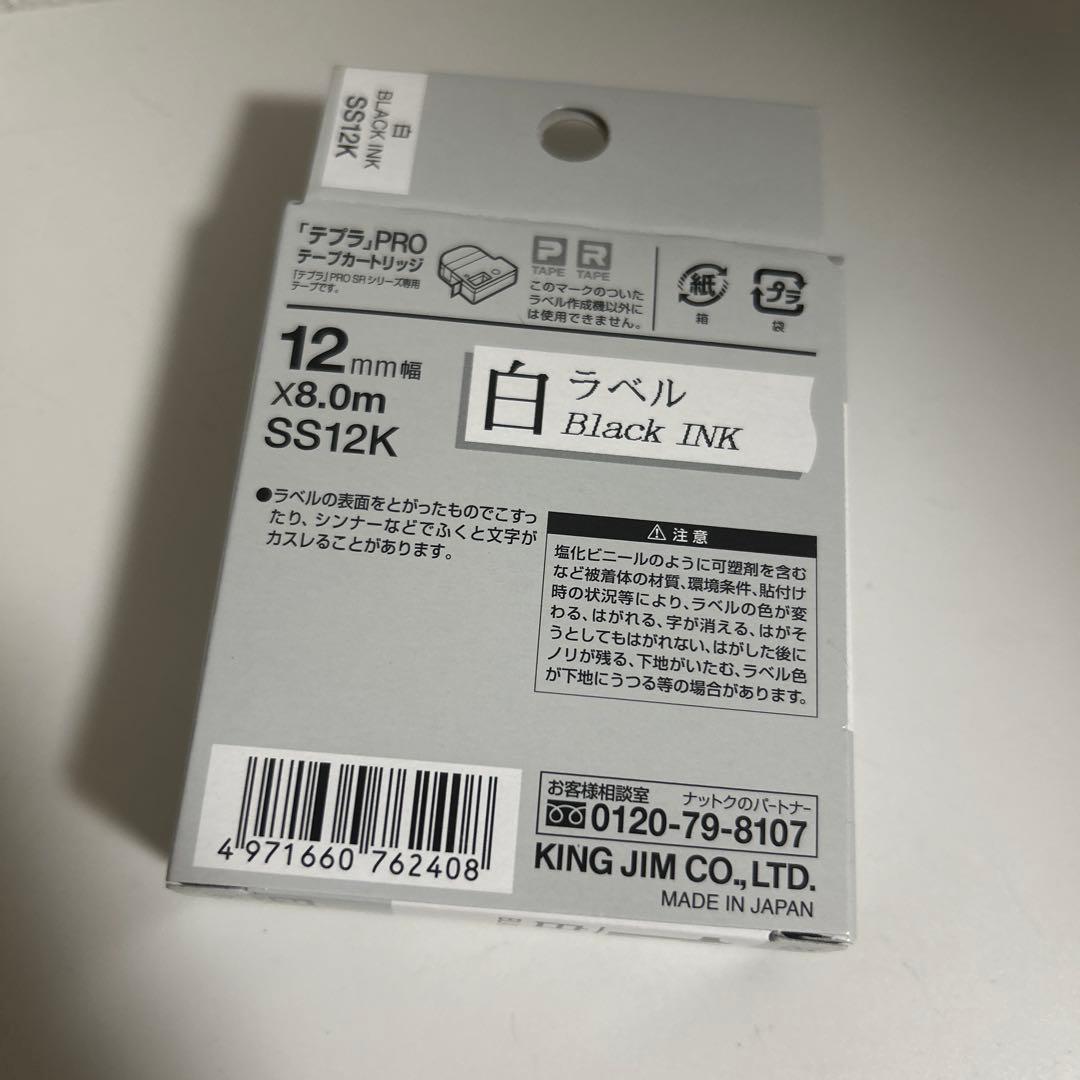 白
BLACK INK
SS12K
「テプラ」PRO
テープカートリッジ
「テプラ」PRO SRシリーズ専用
テープです。
P R
TAPE TAPE
このマークのついた
ラベル作成機以外に
は使用できません。
紙
箱
プラ
袋
12mm幅
X8.0m
SS12K
白 ラベル
Black INK
●ラベルの表面をとがったものでこすっ
たり、シンナーなどでふくと文字が
カスレることがあります。
⚠ 注意
塩化ビニールのように可塑剤を含む
など被着体の材質、環境条件、貼付け
時の状況等により、ラベルの色が変
わる、はがれる、字が消える、はがそ
うとしてもはがれない、はがした後に
ノリが残る、下地がいたむ、ラベル色
が下地にうつる等の場合があります。
4 971660 762408
お客様相談室 ナットクのパートナー
0120-79-8107
KING JIM CO.,LTD.
MADE IN JAPAN